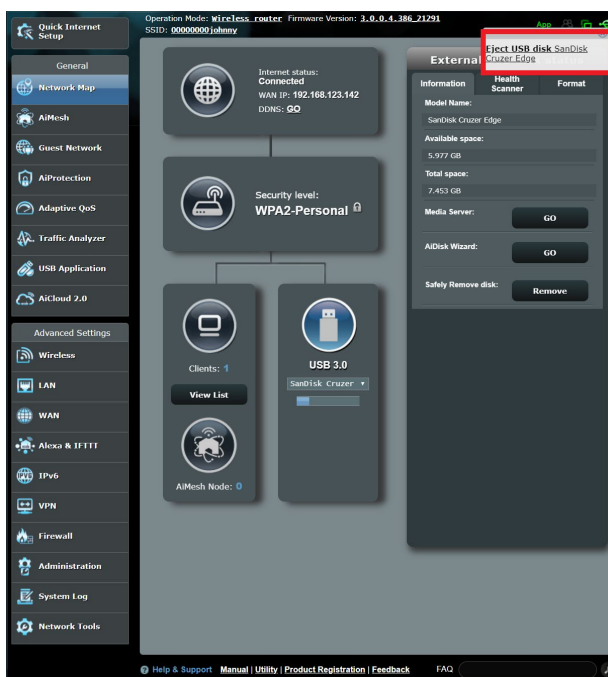 Quick Internet
Setup
Operation Mode: Wireless router Firmware Version: 3.0.0.4.386_21291
SSID: 00000000johnny
App
Eject USB disk SanDisk
Cruzer Edge
General
Network Map
AiMesh
Guest Network
AiProtection
Adaptive QoS
Traffic Analyzer
USB Application
AiCloud 2.0
Advanced Settings
Wireless
LAN
WAN
Alexa & IFTTT
IPv6
VPN
Firewall
Administration
System Log
Network Tools
Internet status:
Connected
WAN IP: 192.168.123.142
DDNS: GO
Security level:
WPA2-Personal
Clients: 1
View List
AiMesh Node: 0
USB 3.0
SanDisk Cruzer
External
Information
Health
Scanner
Format
Model Name:
SanDisk Cruzer Edge
Available space:
5.977 GB
Total space:
7.453 GB
Media Server:
GO
AiDisk Wizard:
GO
Safely Remove disk:
Remove
Help & Support Manual | Utility | Product Registration | Feedback FAQ